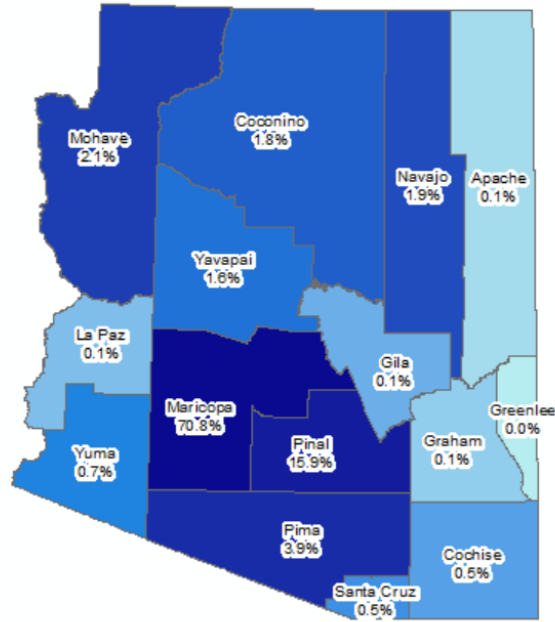 Mohave
2.1%
Coconino
1.8%
Navajo
1.9%
Apache
0.1%
Yavapai
1.6%
La Paz
0.1%
Gila
0.1%
Maricopa
70.8%
Pinal
15.9%
Graham
0.1%
Greenlee
0.0%
Yuma
0.7%
Pima
3.9%
Cochise
0.5%
Santa Cruz
0.5%